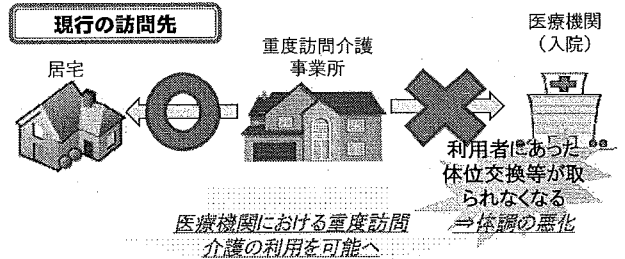 現行の訪問先
居宅
重度訪問介護
事業所
医療機関
(入院)
利用者にあった
体位交換等が取
られなくなる
⇒体調の悪化
医療機関における重度訪問
介護の利用を可能へ